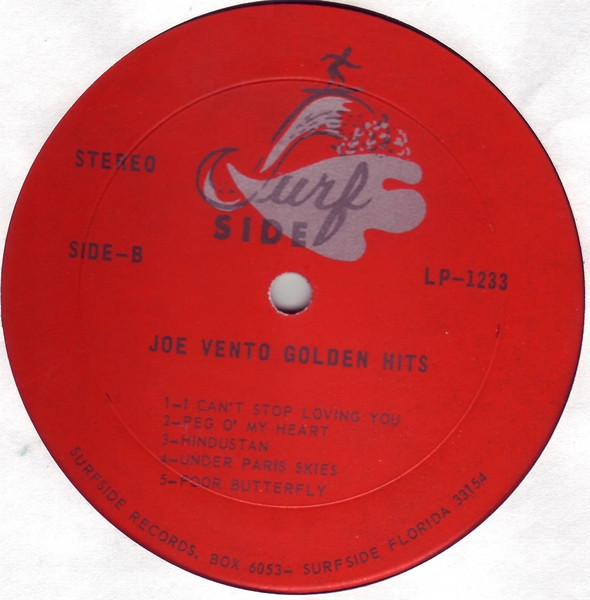 Surf
SIDE
STEREO
SIDE-B
LP-1233
JOE VENTO GOLDEN HITS
1-I CAN'T STOP LOVING YOU
2-PEG O' MY HEART
3-HINDUSTAN
4-UNDER PARIS SKIES
5-POOR BUTTERFLY
SURFSIDE RECORDS, BOX 6053- SURFSIDE FLORIDA 33154